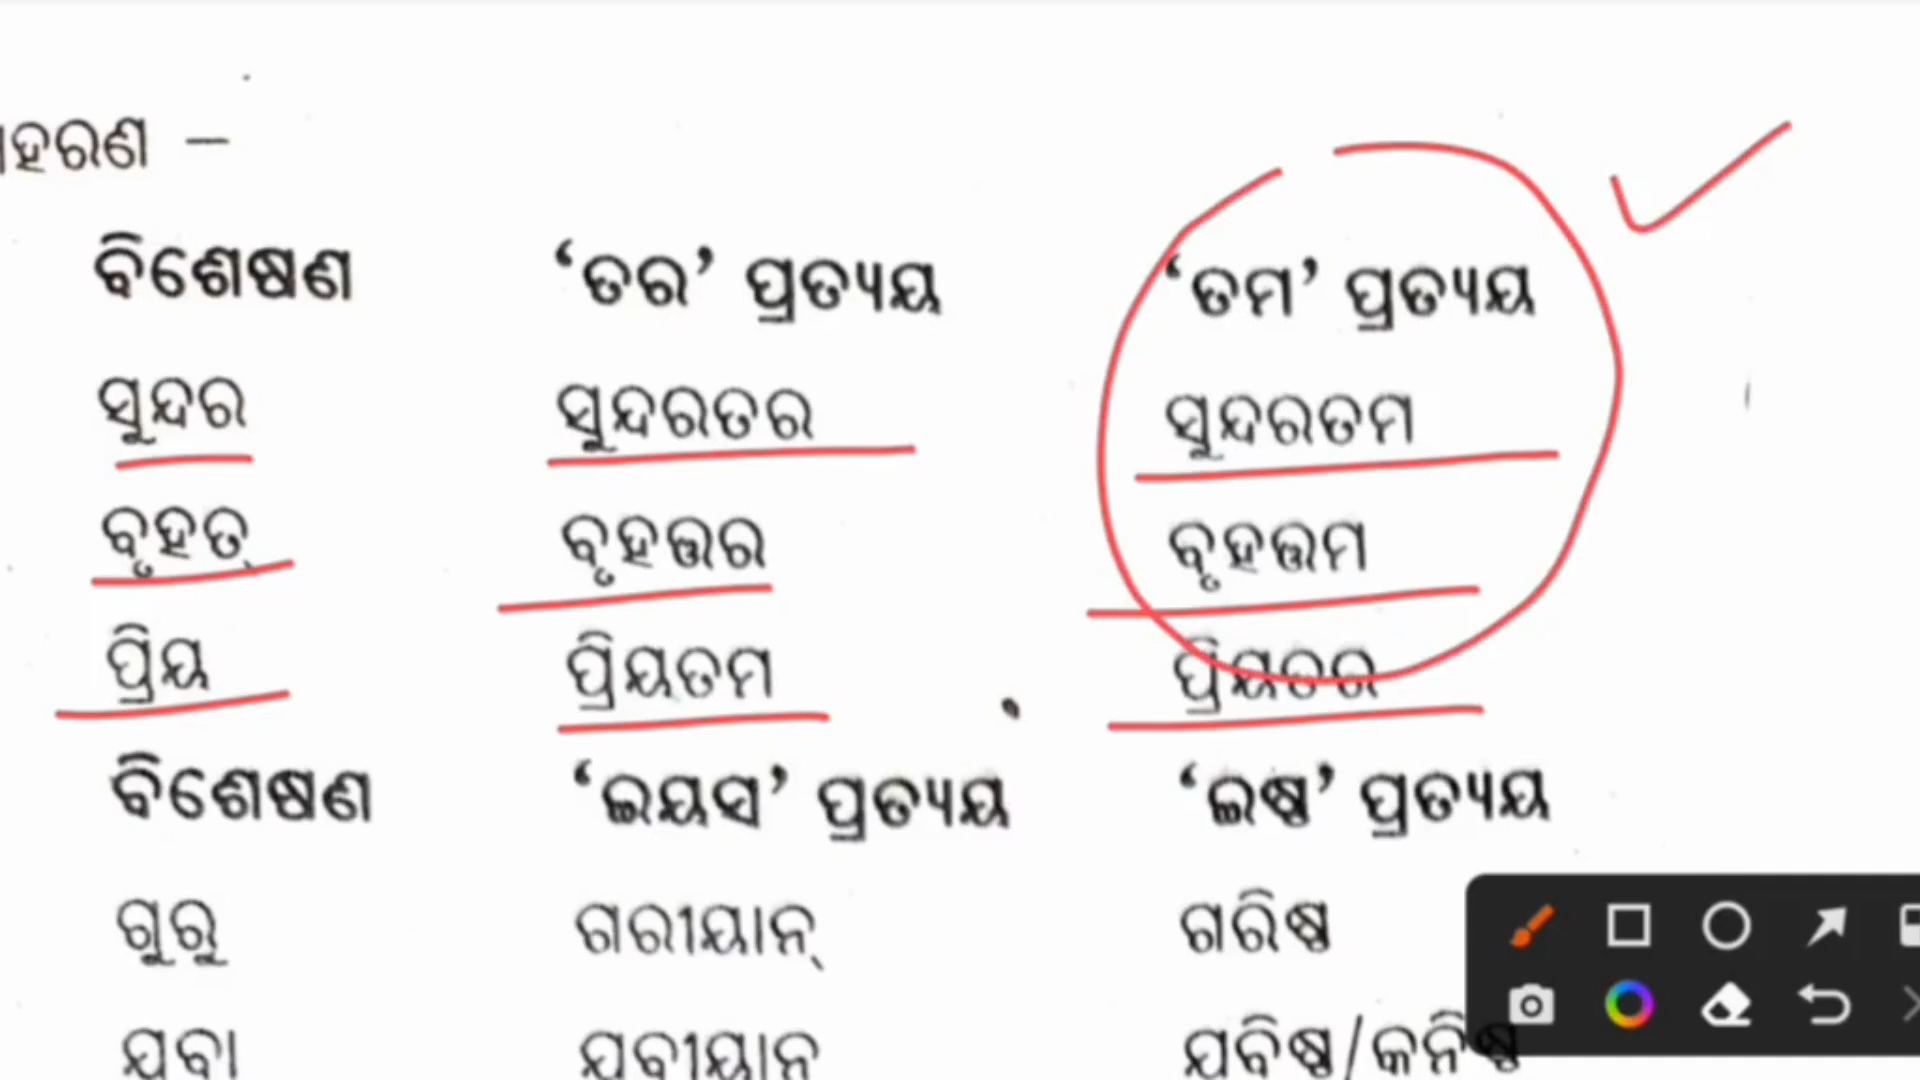 ହରଣ –
ବିଶେଷଣ ‘ତର’ ପ୍ରତ୍ୟୟ ‘ତମ’ ପ୍ରତ୍ୟୟ
ସୁନ୍ଦର ସୁନ୍ଦରତର ସୁନ୍ଦରତମ
ବୃହତ୍ ବୃହତ୍ତର ବୃହତ୍ତମ
ପ୍ରିୟ ପ୍ରିୟତମ ପ୍ରିୟତର
ବିଶେଷଣ ‘ଇୟସ’ ପ୍ରତ୍ୟୟ ‘ଇଷ୍ଠ’ ପ୍ରତ୍ୟୟ
ଗୁରୁ ଗରୀୟାନ୍ ଗରିଷ୍ଠ
ଯୁବା ଯବୀୟାନ ଯବିଷ୍ଠ/କନିଷ୍ଠ